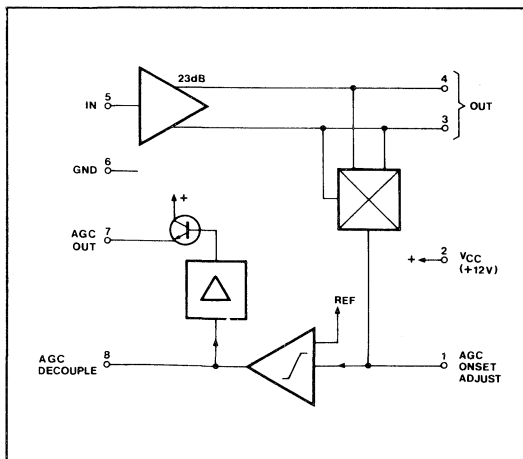 23dB
4
5
IN
OUT
3
6
GND
+
7
AGC
OUT
2
+
VCC
(+12V)
Δ
REF
8
AGC
DECOUPLE
1
AGC
ONSET
ADJUST